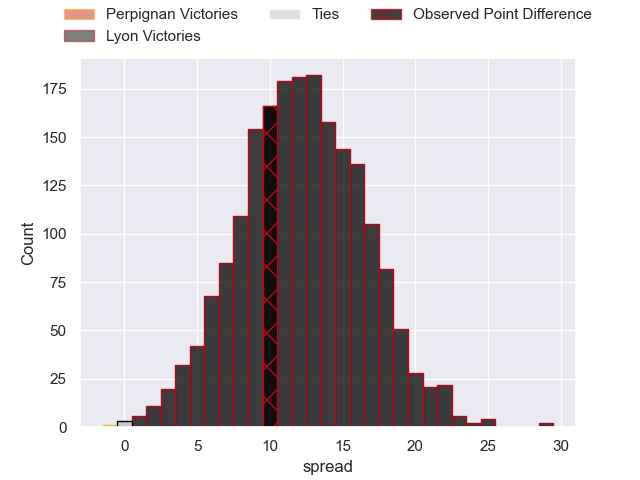 Perpignan Victories
Ties
Observed Point Difference
Lyon Victories
175
150
125
100
75
50
25
0
Count
0 5 10 15 20 25 30
spread